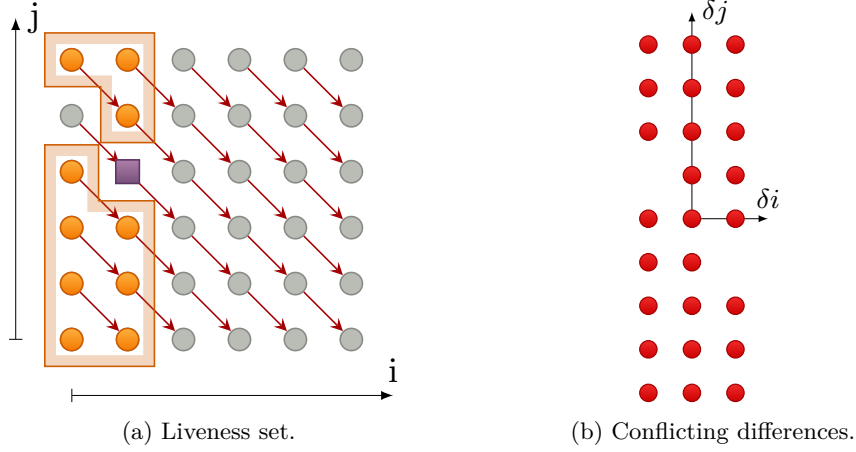 j
i
(a) Liveness set.
δj
δi
(b) Conflicting differences.